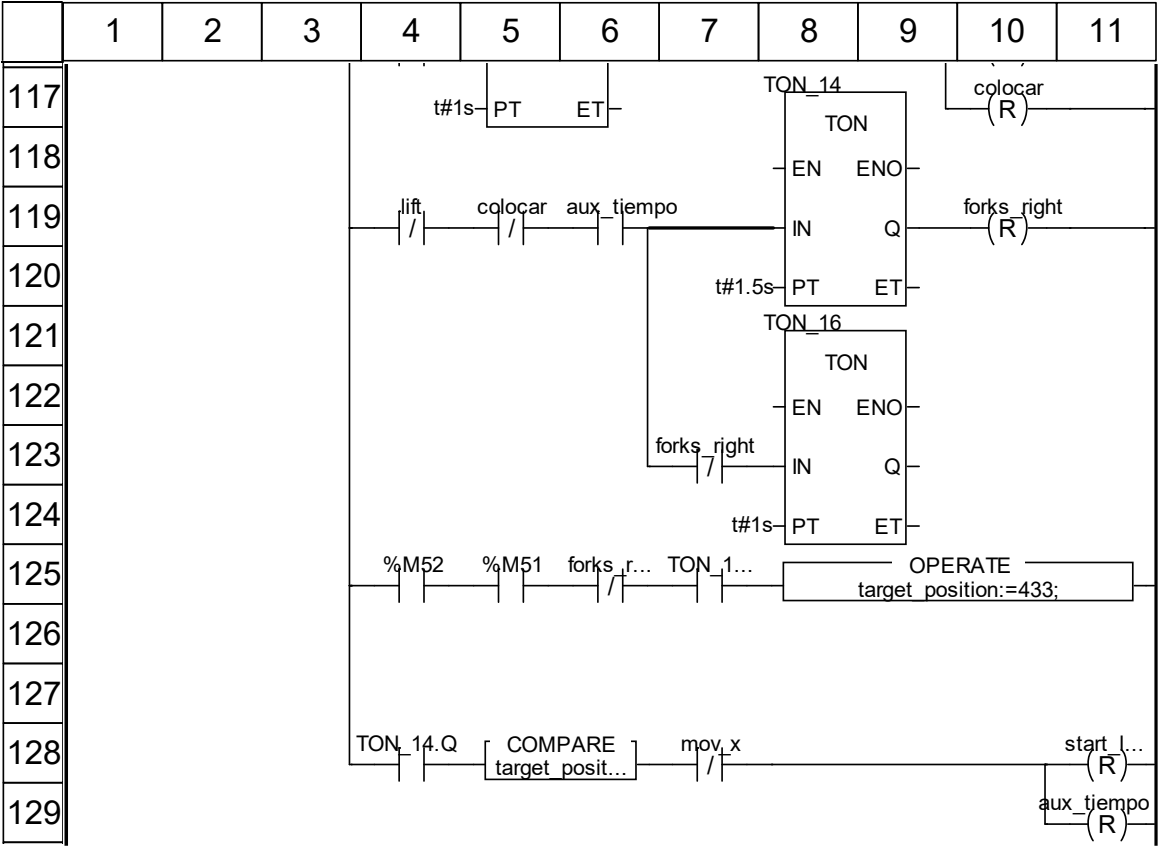 1 2 3 4 5 6 7 8 9 10 11
117
t#1s PT ET
TON_14
colocar
(R)
TON
118
EN ENO
119
lift colocar aux_tiempo
forks_right
/ / IN Q (R)
120
t#1.5s PT ET
121
TON_16
TON
122
EN ENO
123
forks_right
/ IN Q
124
t#1s PT ET
125
%M52 %M51 forks_r... TON_1... OPERATE
/ target_position:=433;
126
127
128
TON_14.Q COMPARE mov_x start_l...
target_posit... / (R)
129
aux_tiempo
(R)